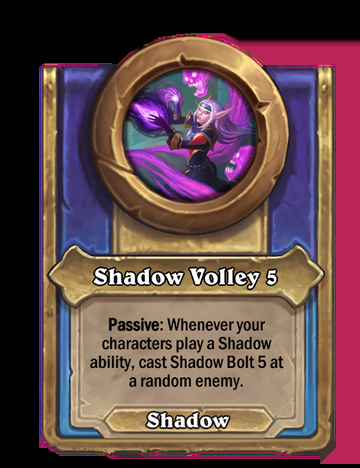 Shadow Volley 5
Passive: Whenever your
characters play a Shadow
ability, cast Shadow Bolt 5 at
a random enemy.
Shadow